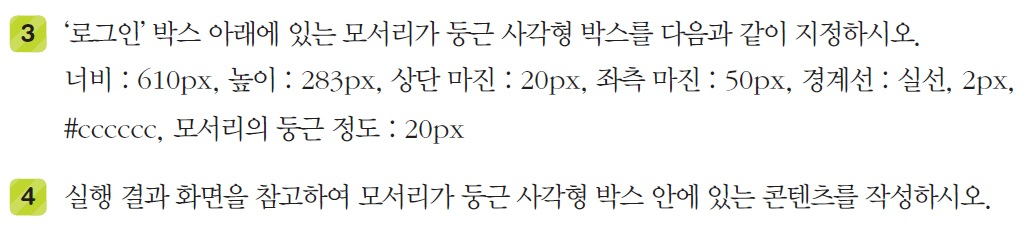 3 ‘로그인’ 박스 아래에 있는 모서리가 둥근 사각형 박스를 다음과 같이 지정하시오.
너비 : 610px, 높이 : 283px, 상단 마진 : 20px, 좌측 마진 : 50px, 경계선 : 실선, 2px,
#cccccc, 모서리의 둥근 정도 : 20px
4 실행 결과 화면을 참고하여 모서리가 둥근 사각형 박스 안에 있는 콘텐츠를 작성하시오.